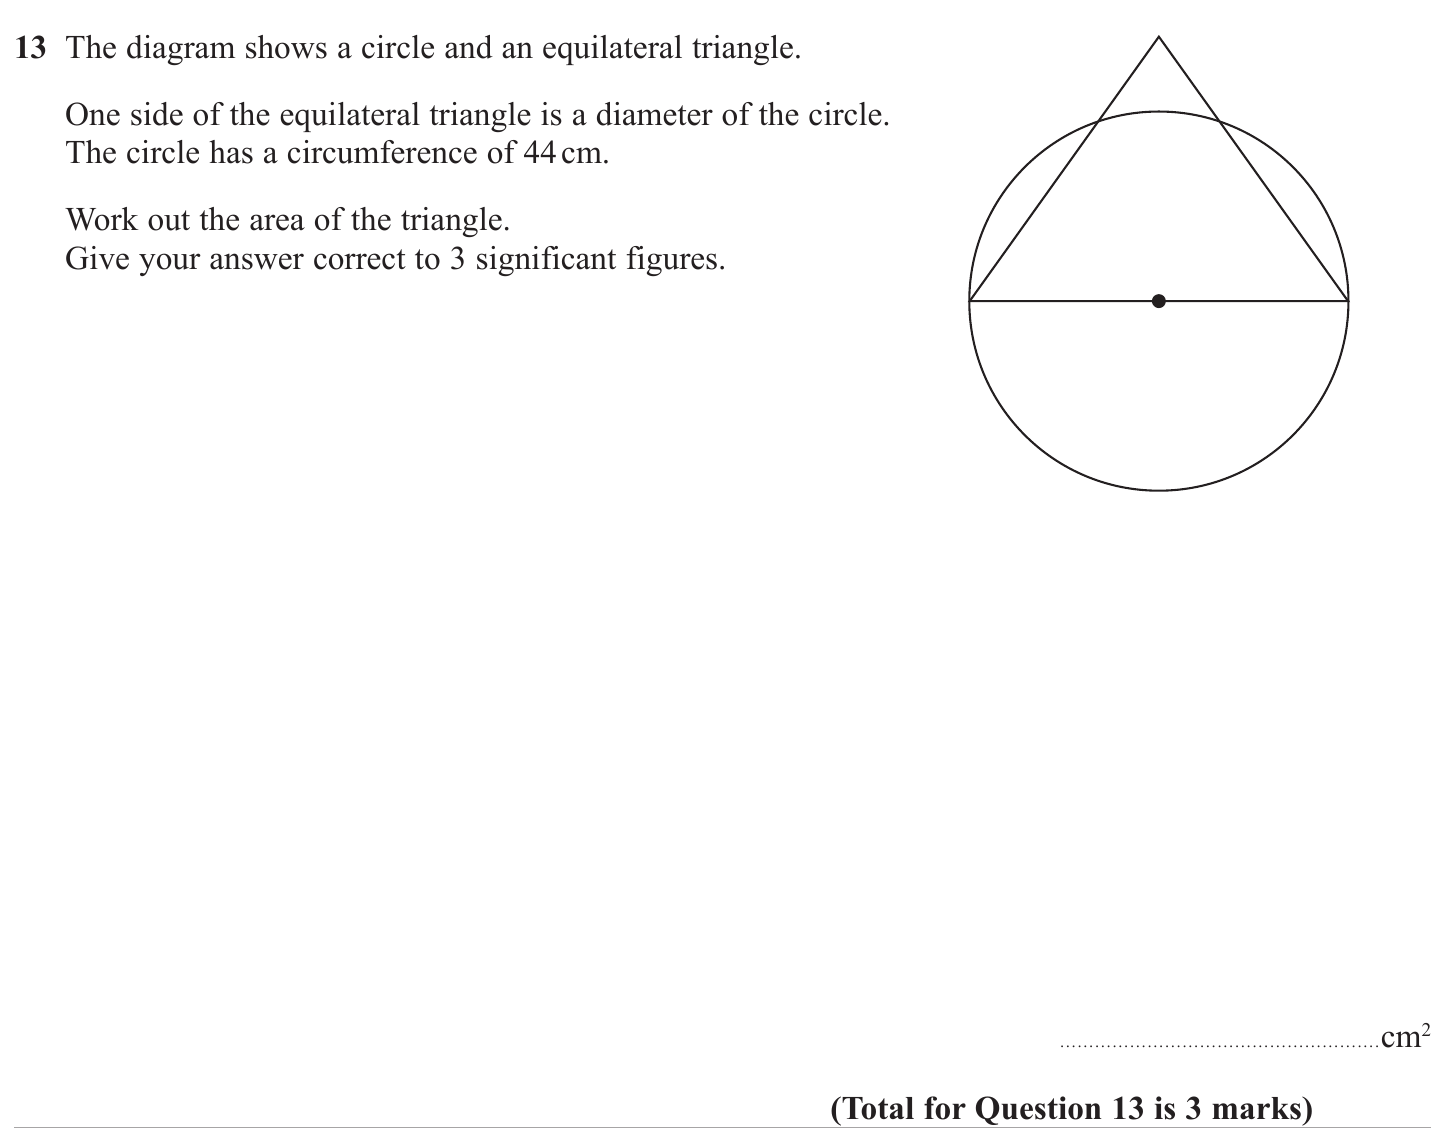 13 The diagram shows a circle and an equilateral triangle.
One side of the equilateral triangle is a diameter of the circle.
The circle has a circumference of 44 cm.
Work out the area of the triangle.
Give your answer correct to 3 significant figures.
......................................................cm²
(Total for Question 13 is 3 marks)